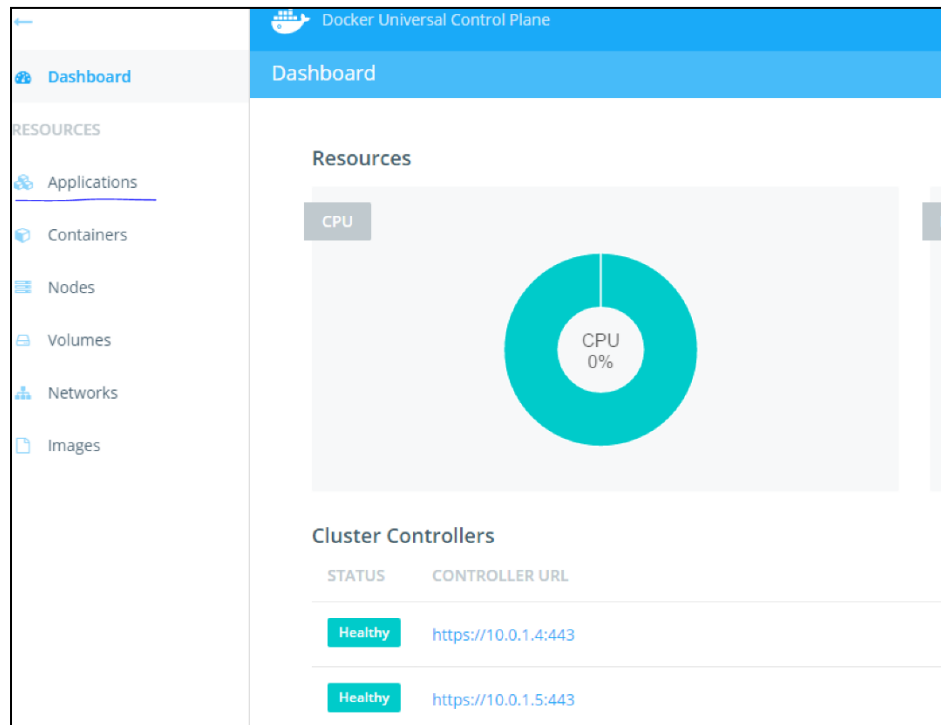 Docker Universal Control Plane
Dashboard
Dashboard
RESOURCES
Applications
Containers
Nodes
Volumes
Networks
Images
Resources
CPU
CPU
0%
Cluster Controllers
STATUS CONTROLLER URL
Healthy https://10.0.1.4:443
Healthy https://10.0.1.5:443